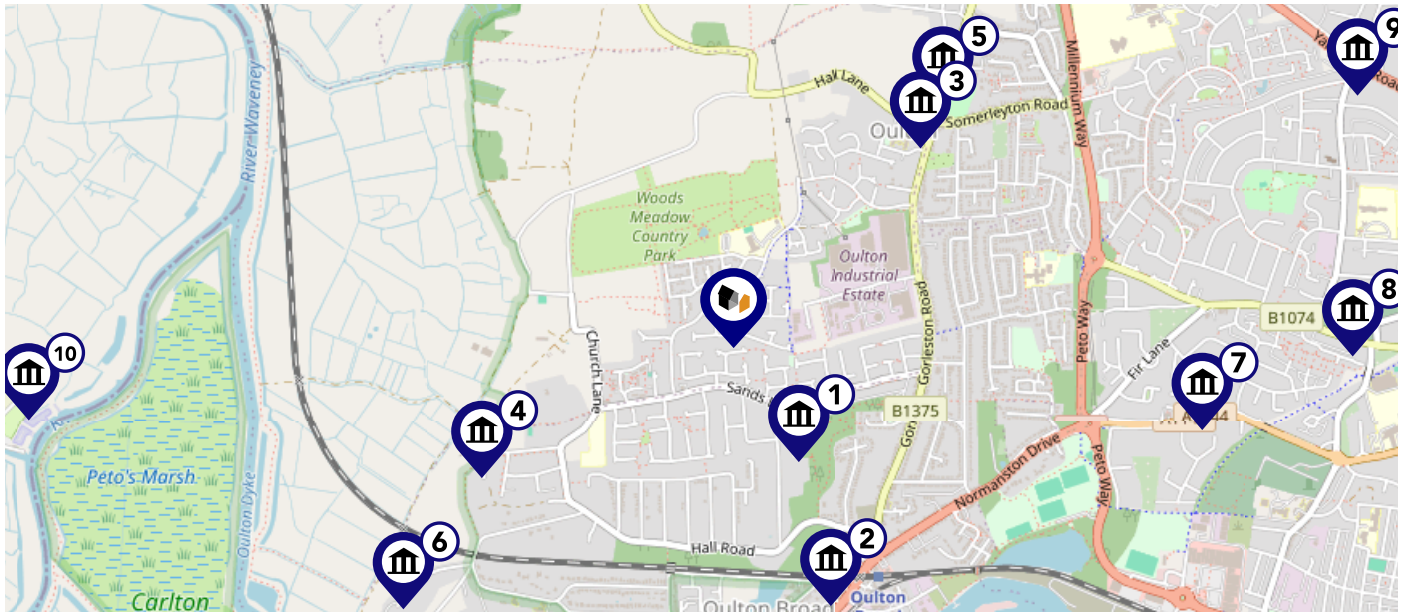 River Waveney
Hall Lane
Millennium Way
5
3
9
Somerleyton Road
Woods
Meadow
Country
Park
Oulton
Industrial
Estate
B1074
8
Peto Way
Gorleston Road
Fir Lane
10
Church Lane
Sands
1
7
4
B1375
Peto's Marsh
Normanston Drive
Peto Way
Oulton Dyke
Hall Road
2
6
Carlton
Oulton Broad
Oulton